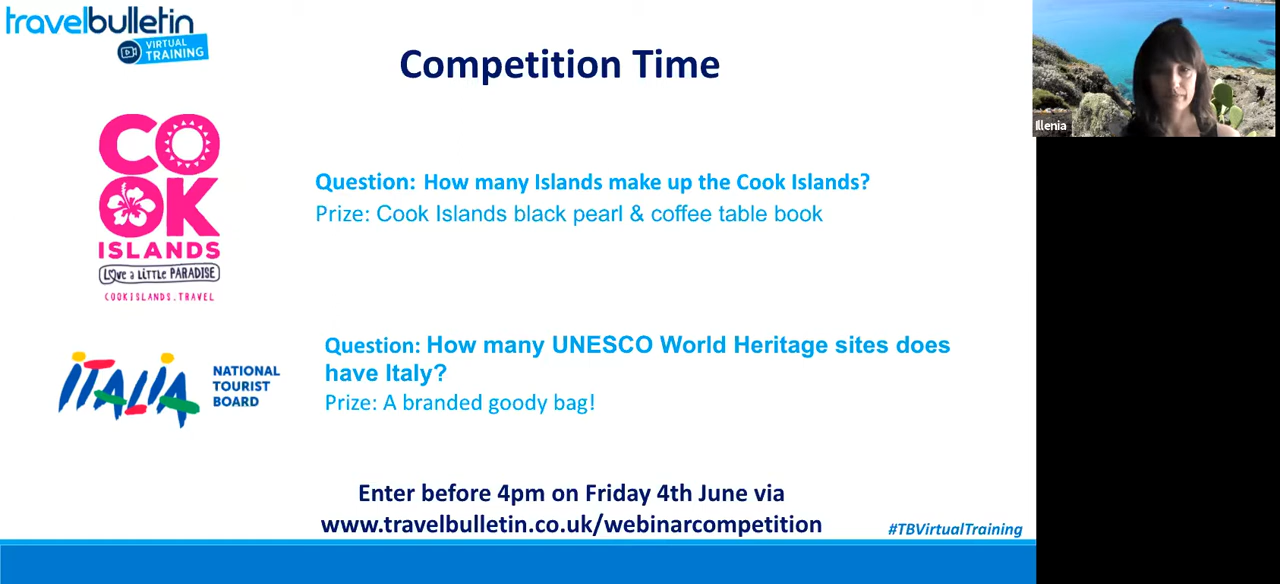 travelbulletin
VIRTUAL
TRAINING
Competition Time
Illenia
COOK
ISLANDS
LOVE a LITTLE PARADISE
COOKISLANDS.TRAVEL
Question: How many Islands make up the Cook Islands?
Prize: Cook Islands black pearl & coffee table book
ITALIA
NATIONAL
TOURIST
BOARD
Question: How many UNESCO World Heritage sites does
have Italy?
Prize: A branded goody bag!
Enter before 4pm on Friday 4th June via
www.travelbulletin.co.uk/webinarcompetition
#TBVirtualTraining